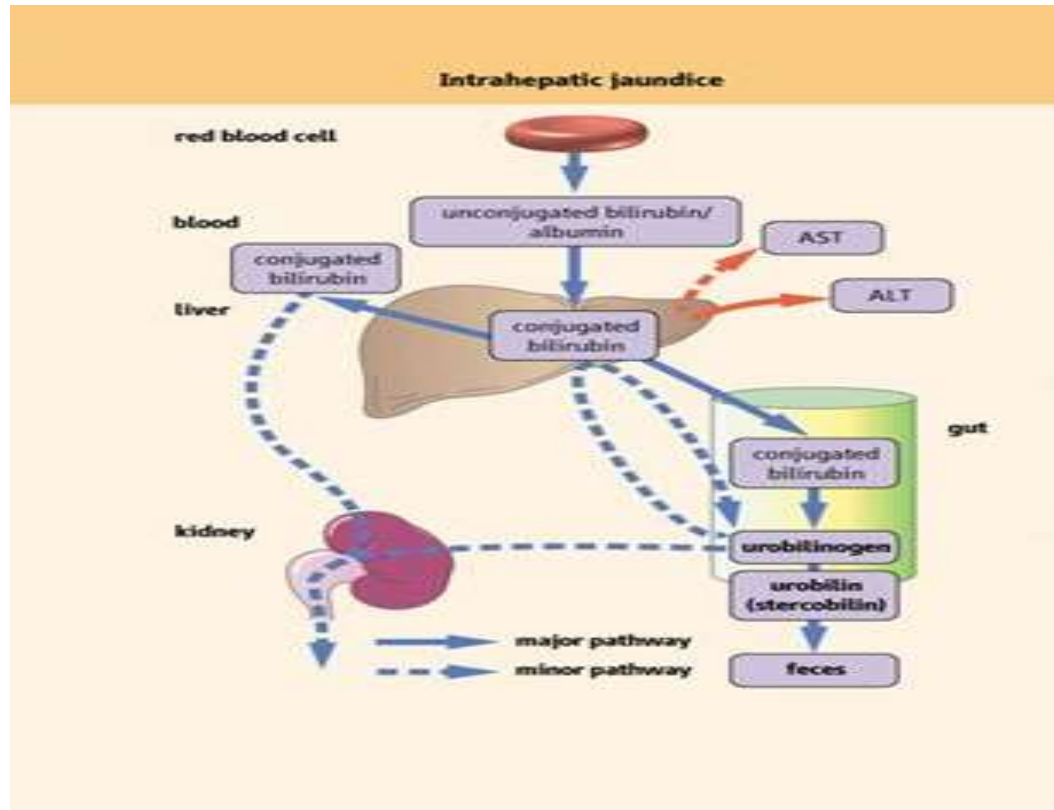 Intrahepatic jaundice
red blood cell
blood
unconjugated bilirubin/
albumin
AST
conjugated
bilirubin
ALT
liver
conjugated
bilirubin
gut
conjugated
bilirubin
kidney
urobilinogen
urobilin
(stercobilin)
major pathway
minor pathway
feces